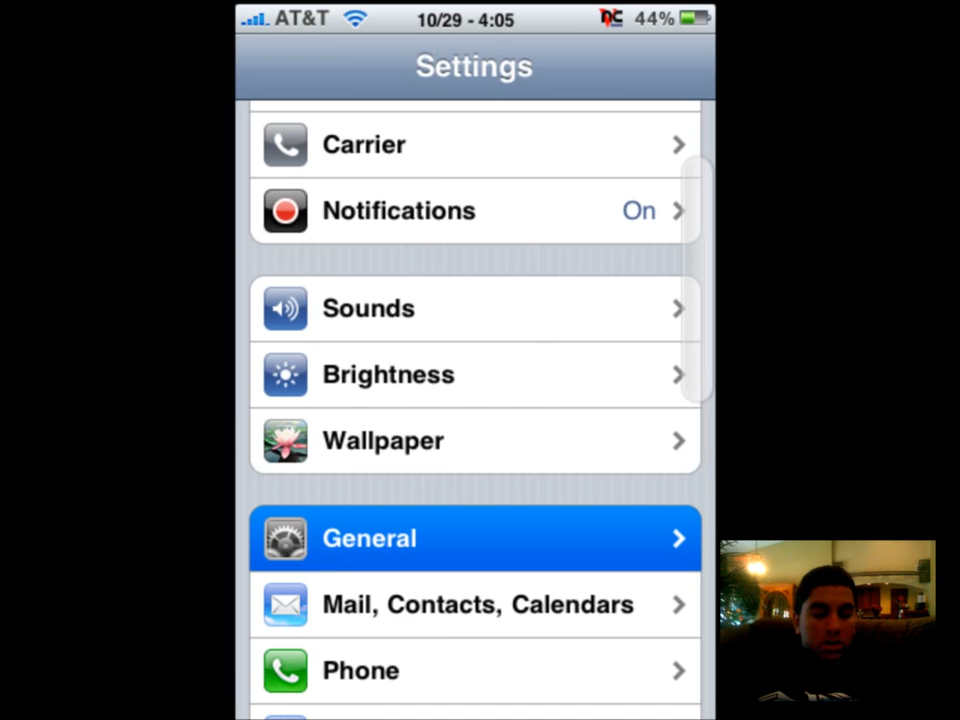 AT&T 10/29 - 4:05 44%
Settings
Carrier
Notifications On
Sounds
Brightness
Wallpaper
General
Mail, Contacts, Calendars
Phone